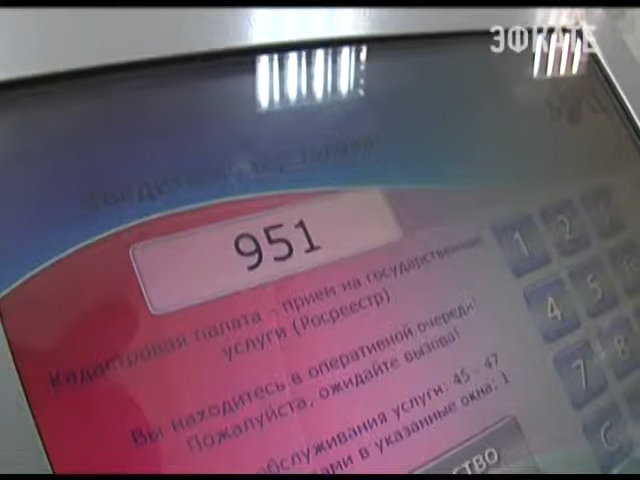 ЭФКАТЕ
951
1 2
Кадастровая палата - прием на государственные
услуги (Росреестр)
4 5
Вы находитесь в оперативной очереди!
Пожалуйста, ожидайте вызова!
7 8
обслуживания услуги: 45 - 47
в указанные окна: 1
C